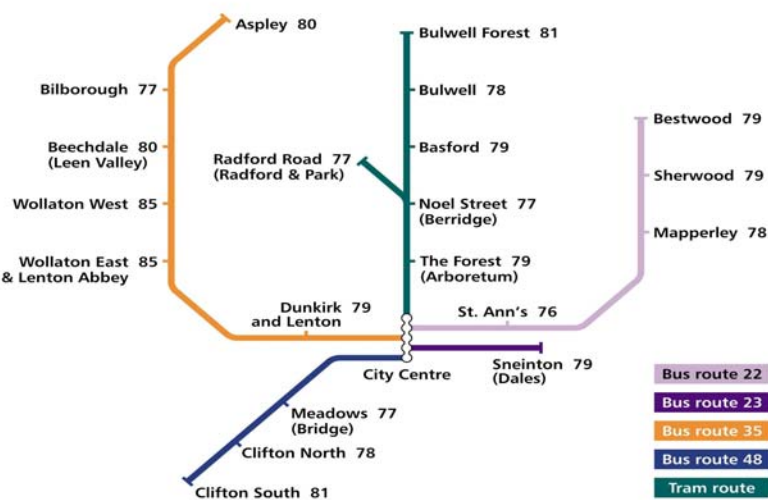 Aspley 80
Bulwell Forest 81
Bilborough 77
Bulwell 78
Bestwood 79
Beechdale 80
(Leen Valley)
Radford Road 77
(Radford & Park)
Basford 79
Sherwood 79
Wollaton West 85
Noel Street 77
(Berridge)
Mapperley 78
Wollaton East 85
& Lenton Abbey
The Forest 79
(Arboretum)
Dunkirk 79
and Lenton
St. Ann's 76
City Centre
Sneinton 79
(Dales)
Meadows 77
(Bridge)
Clifton North 78
Clifton South 81
Bus route 22
Bus route 23
Bus route 35
Bus route 48
Tram route